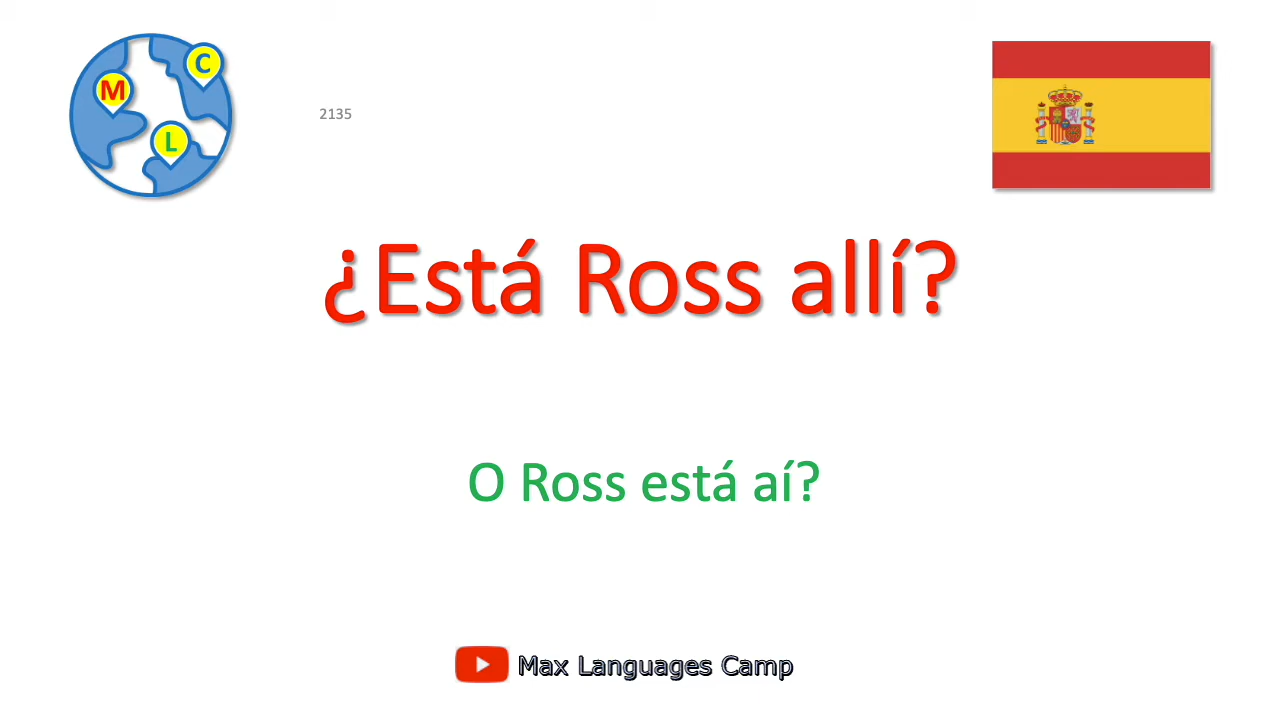 C
M
L
2135
¿Está Ross allí?
O Ross está aí?
Max Languages Camp